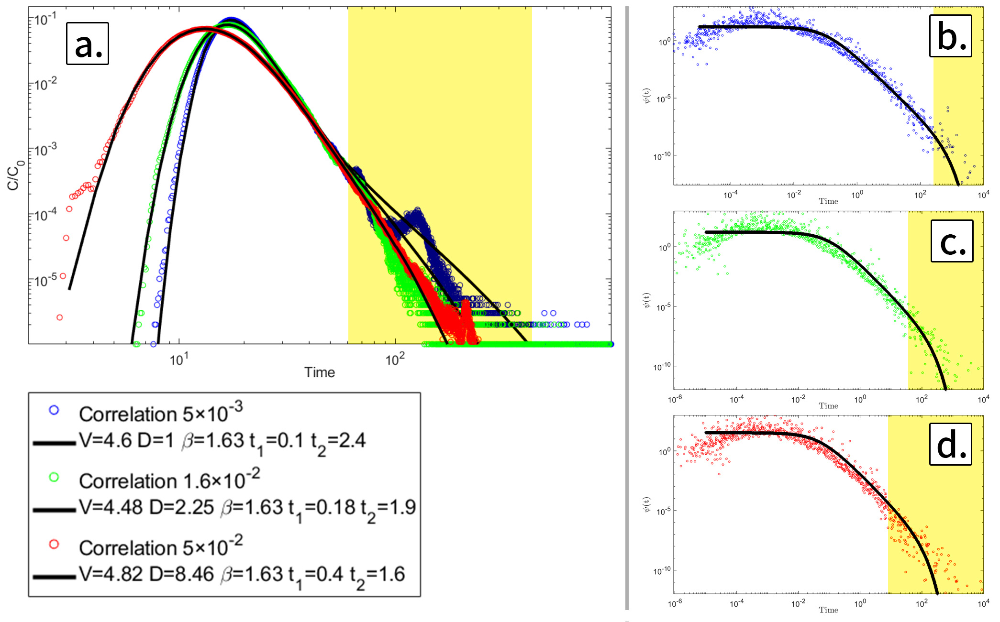 a.
10^-1
10^-2
10^-3
10^-4
10^-5
C/C_0
10^1
10^2
Time
Correlation 5×10^-3
V=4.6 D=1 β=1.63 t_1=0.1 t_2=2.4
Correlation 1.6×10^-2
V=4.48 D=2.25 β=1.63 t_1=0.18 t_2=1.9
Correlation 5×10^-2
V=4.82 D=8.46 β=1.63 t_1=0.4 t_2=1.6
b.
10^0
10^-5
10^-10
ψ(t)
10^-4
10^-2
10^0
10^2
10^4
Time
c.
10^0
10^-5
10^-10
ψ(t)
10^-6
10^-4
10^-2
10^0
10^2
10^4
Time
d.
10^0
10^-5
10^-10
ψ(t)
10^-6
10^-4
10^-2
10^0
10^2
10^4
Time